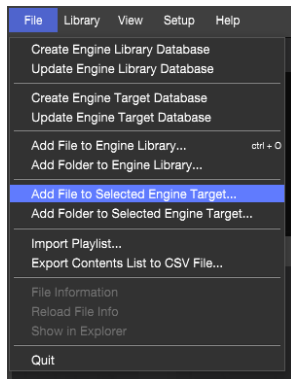 File Library View Setup Help
Create Engine Library Database
Update Engine Library Database
Create Engine Target Database
Update Engine Target Database
Add File to Engine Library... ctrl + O
Add Folder to Engine Library...
Add File to Selected Engine Target...
Add Folder to Selected Engine Target...
Import Playlist...
Export Contents List to CSV File...
File Information
Reload File Info
Show in Explorer
Quit